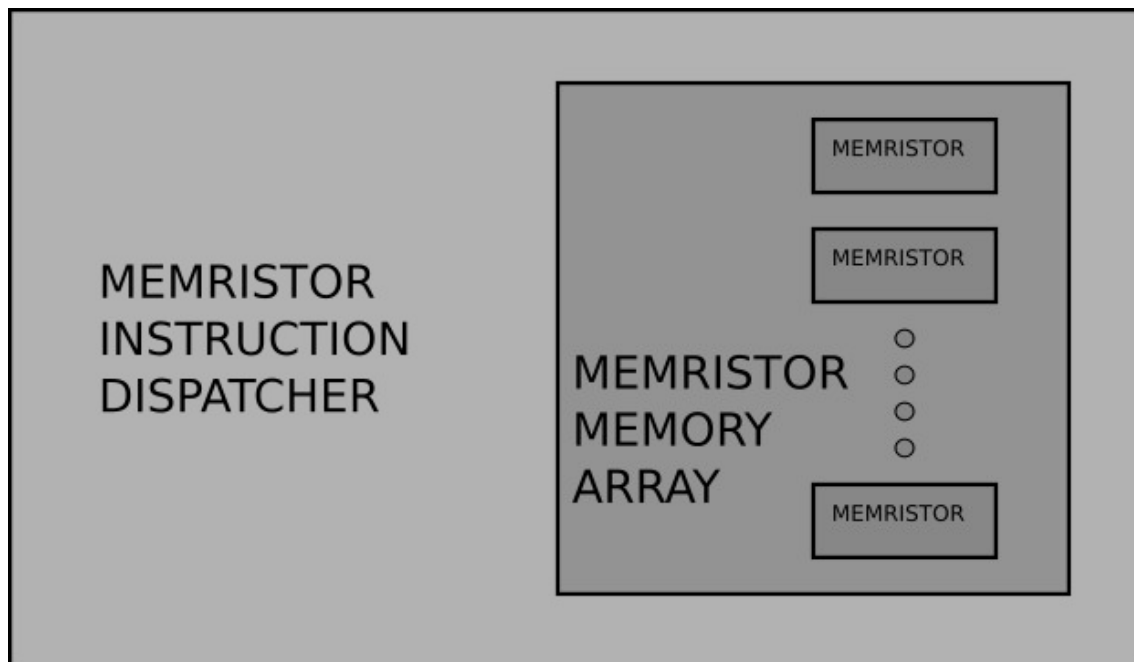 MEMRISTOR
INSTRUCTION
DISPATCHER
MEMRISTOR
MEMORY
ARRAY
MEMRISTOR
MEMRISTOR
MEMRISTOR